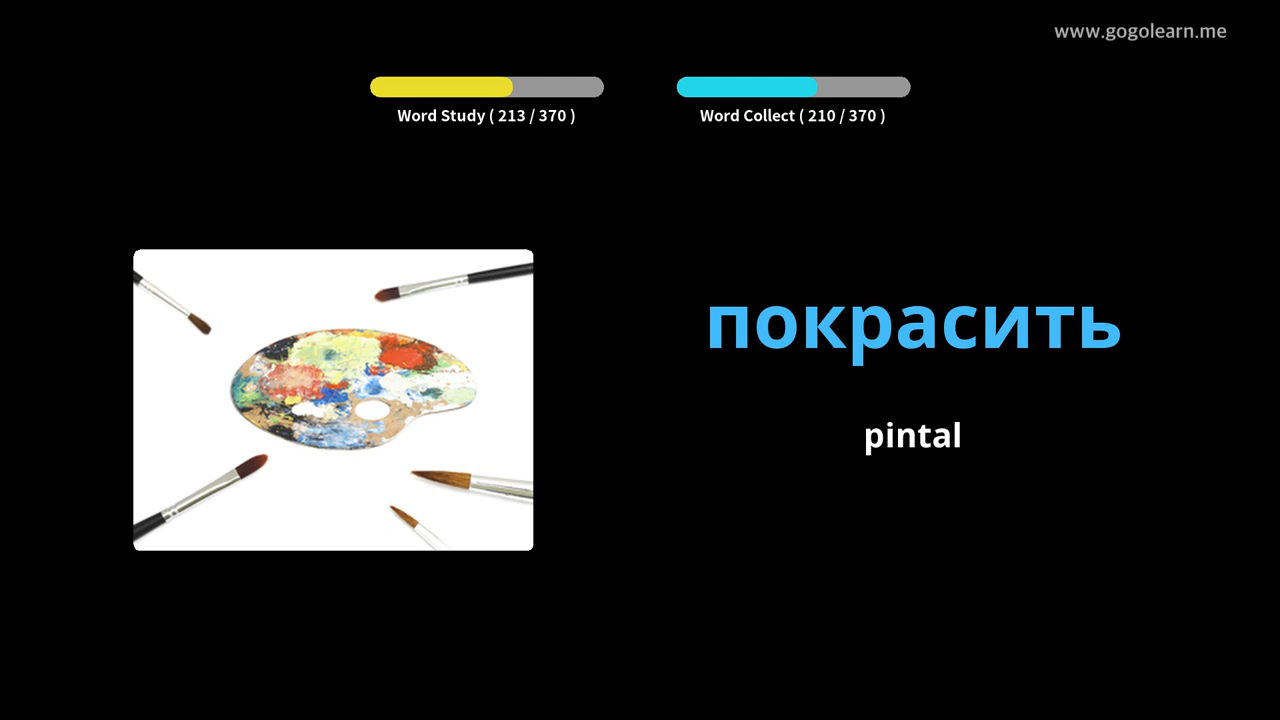 www.gogolearn.me
Word Study ( 213 / 370 )
Word Collect ( 210 / 370 )
покрасить
pintal